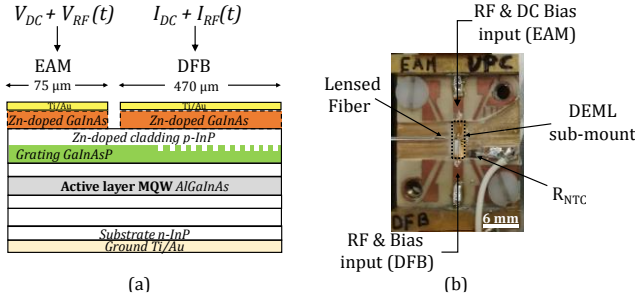 V_DC + V_RF(t)
I_DC + I_RF(t)
EAM
DFB
75 µm
470 µm
Ti/Au
Ti/Au
Zn-doped GaInAs
Zn-doped GaInAs
Zn-doped cladding p-InP
Grating GaInAsP
Active layer MQW AlGaInAs
Substrate n-InP
Ground Ti/Au
(a)
RF & DC Bias
input (EAM)
Lensed
Fiber
EAM
UPC
DEML
sub-mount
R_NTC
DFB
6 mm
RF & Bias
input (DFB)
(b)